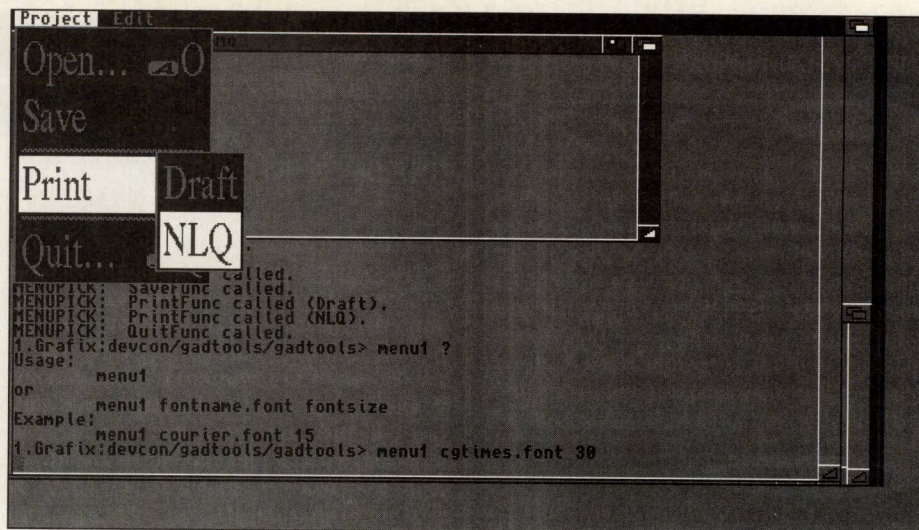 Project Edit
Open... O
Save
Print Draft
NLQ
Quit...
called.
MENUPICK: SaveFunc called.
MENUPICK: PrintFunc called (Draft).
MENUPICK: PrintFunc called (NLQ).
MENUPICK: QuitFunc called.
1.Grafix:devcon/gadtools/gadtools> menu1 ?
Usage:
menu1
or
menu1 fontname.font fontsize
Example:
menu1 courier.font 15
1.Grafix:devcon/gadtools/gadtools> menu1 cgtimes.font 30